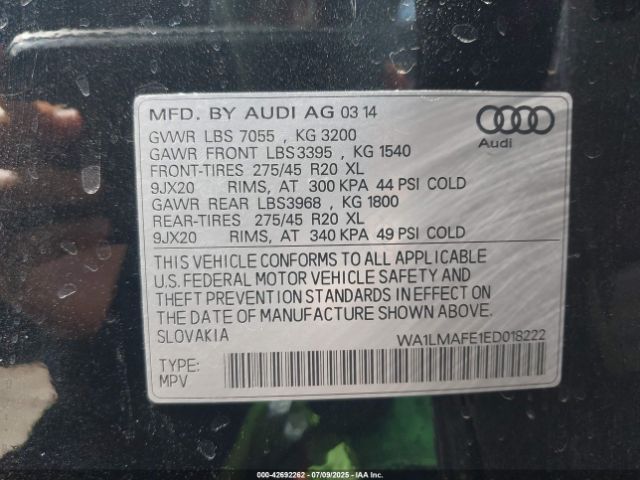 MFD. BY AUDI AG 03 14
GVWR LBS 7055 , KG 3200
GAWR FRONT LBS3395 , KG 1540
FRONT-TIRES 275/45 R20 XL
9JX20 RIMS, AT 300 KPA 44 PSI COLD
GAWR REAR LBS3968 , KG 1800
REAR-TIRES 275/45 R20 XL
9JX20 RIMS, AT 340 KPA 49 PSI COLD
THIS VEHICLE CONFORMS TO ALL APPLICABLE
U.S. FEDERAL MOTOR VEHICLE SAFETY AND
THEFT PREVENTION STANDARDS IN EFFECT ON
THE DATE OF MANUFACTURE SHOWN ABOVE.
SLOVAKIA WA1LMAFE1ED018222
TYPE:
MPV
Audi
000-42692262 - 07/09/2025 - IAA Inc.